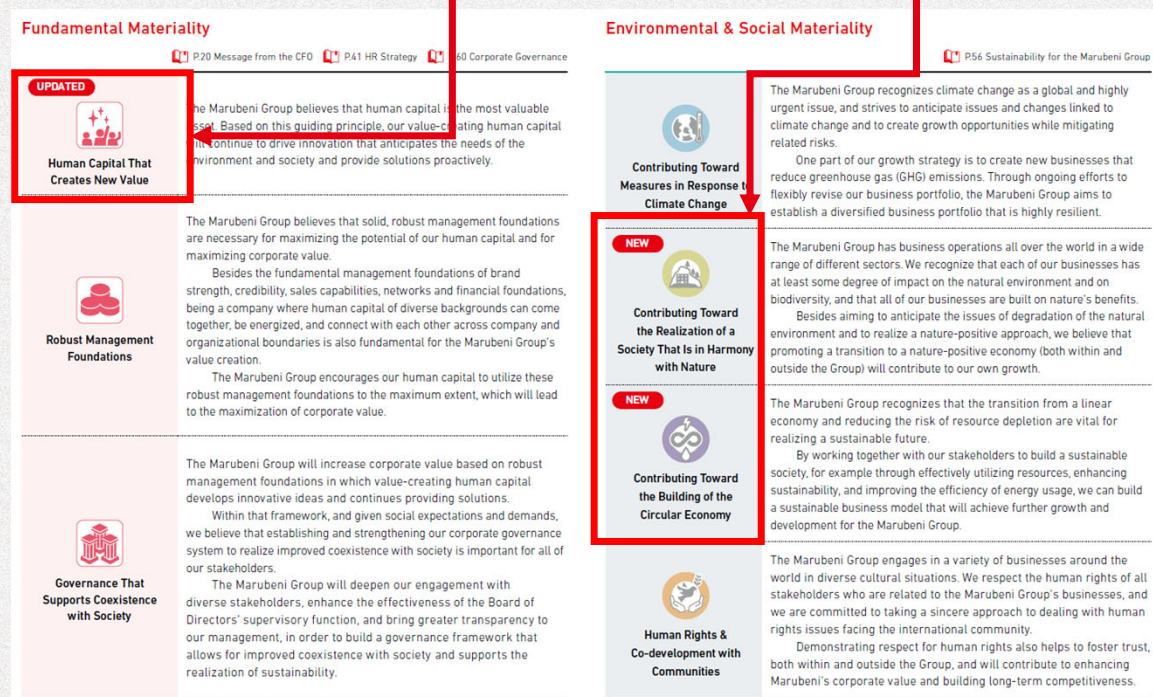 Fundamental Materiality
P.20 Message from the CFO P.41 HR Strategy 60 Corporate Governance
UPDATED
Human Capital That
Creates New Value
The Marubeni Group believes that human capital is the most valuable
asset. Based on this guiding principle, our value-creating human capital
will continue to drive innovation that anticipates the needs of the
environment and society and provide solutions proactively.
Robust Management
Foundations
The Marubeni Group believes that solid, robust management foundations
are necessary for maximizing the potential of our human capital and for
maximizing corporate value.
Besides the fundamental management foundations of brand
strength, credibility, sales capabilities, networks and financial foundations,
being a company where human capital of diverse backgrounds can come
together, be energized, and connect with each other across company and
organizational boundaries is also fundamental for the Marubeni Group's
value creation.
The Marubeni Group encourages our human capital to utilize these
robust management foundations to the maximum extent, which will lead
to the maximization of corporate value.
Governance That
Supports Coexistence
with Society
The Marubeni Group will increase corporate value based on robust
management foundations in which value-creating human capital
develops innovative ideas and continues providing solutions.
Within that framework, and given social expectations and demands,
we believe that establishing and strengthening our corporate governance
system to realize improved coexistence with society is important for all of
our stakeholders.
The Marubeni Group will deepen our engagement with
diverse stakeholders, enhance the effectiveness of the Board of
Directors' supervisory function, and bring greater transparency to
our management, in order to build a governance framework that
allows for improved coexistence with society and supports the
realization of sustainability.
Environmental & Social Materiality
P.56 Sustainability for the Marubeni Group
Contributing Toward
Measures in Response to
Climate Change
The Marubeni Group recognizes climate change as a global and highly
urgent issue, and strives to anticipate issues and changes linked to
climate change and to create growth opportunities while mitigating
related risks.
One part of our growth strategy is to create new businesses that
reduce greenhouse gas (GHG) emissions. Through ongoing efforts to
flexibly revise our business portfolio, the Marubeni Group aims to
establish a diversified business portfolio that is highly resilient.
NEW
Contributing Toward
the Realization of a
Society That Is in Harmony
with Nature
The Marubeni Group has business operations all over the world in a wide
range of different sectors. We recognize that each of our businesses has
at least some degree of impact on the natural environment and on
biodiversity, and that all of our businesses are built on nature's benefits.
Besides aiming to anticipate the issues of degradation of the natural
environment and to realize a nature-positive approach, we believe that
promoting a transition to a nature-positive economy (both within and
outside the Group) will contribute to our own growth.
NEW
Contributing Toward
the Building of the
Circular Economy
The Marubeni Group recognizes that the transition from a linear
economy and reducing the risk of resource depletion are vital for
realizing a sustainable future.
By working together with our stakeholders to build a sustainable
society, for example through effectively utilizing resources, enhancing
sustainability, and improving the efficiency of energy usage, we can build
a sustainable business model that will achieve further growth and
development for the Marubeni Group.
Human Rights &
Co-development with
Communities
The Marubeni Group engages in a variety of businesses around the
world in diverse cultural situations. We respect the human rights of all
stakeholders who are related to the Marubeni Group's businesses, and
we are committed to taking a sincere approach to dealing with human
rights issues facing the international community.
Demonstrating respect for human rights also helps to foster trust,
both within and outside the Group, and will contribute to enhancing
Marubeni's corporate value and building long-term competitiveness.